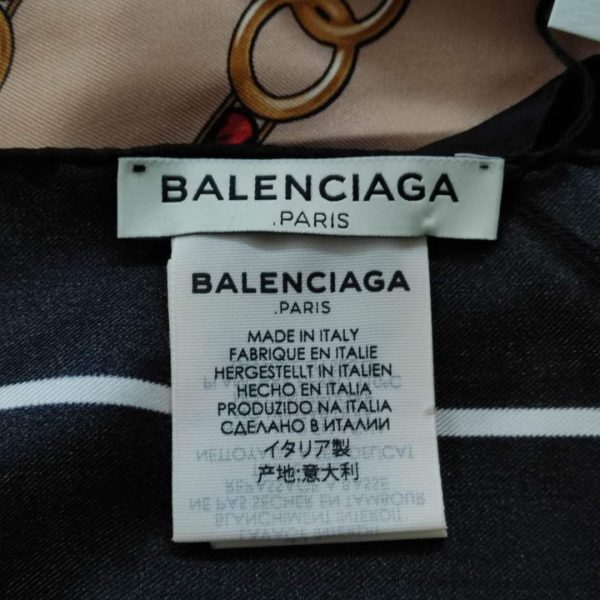 BALENCIAGA
.PARIS
BALENCIAGA
.PARIS
MADE IN ITALY
FABRIQUE EN ITALIE
HERGESTELLT IN ITALIEN
HECHO EN ITALIA
PRODUZIDO NA ITALIA
СДЕЛАНО В ИТАЛИИ
イタリア製
产地:意大利